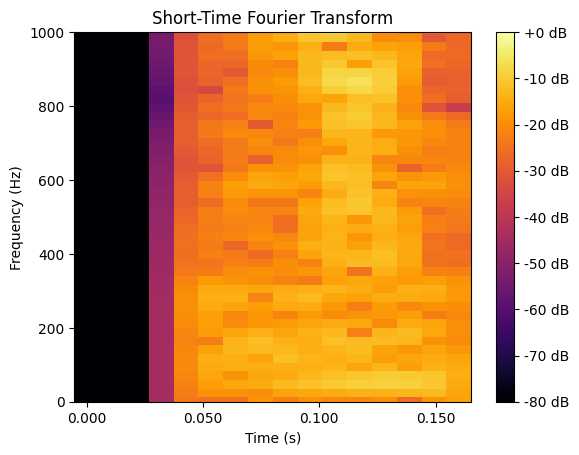 Short-Time Fourier Transform
1000
800
600
400
200
0
Frequency (Hz)
0.000
0.050
0.100
0.150
Time (s)
+0 dB
-10 dB
-20 dB
-30 dB
-40 dB
-50 dB
-60 dB
-70 dB
-80 dB